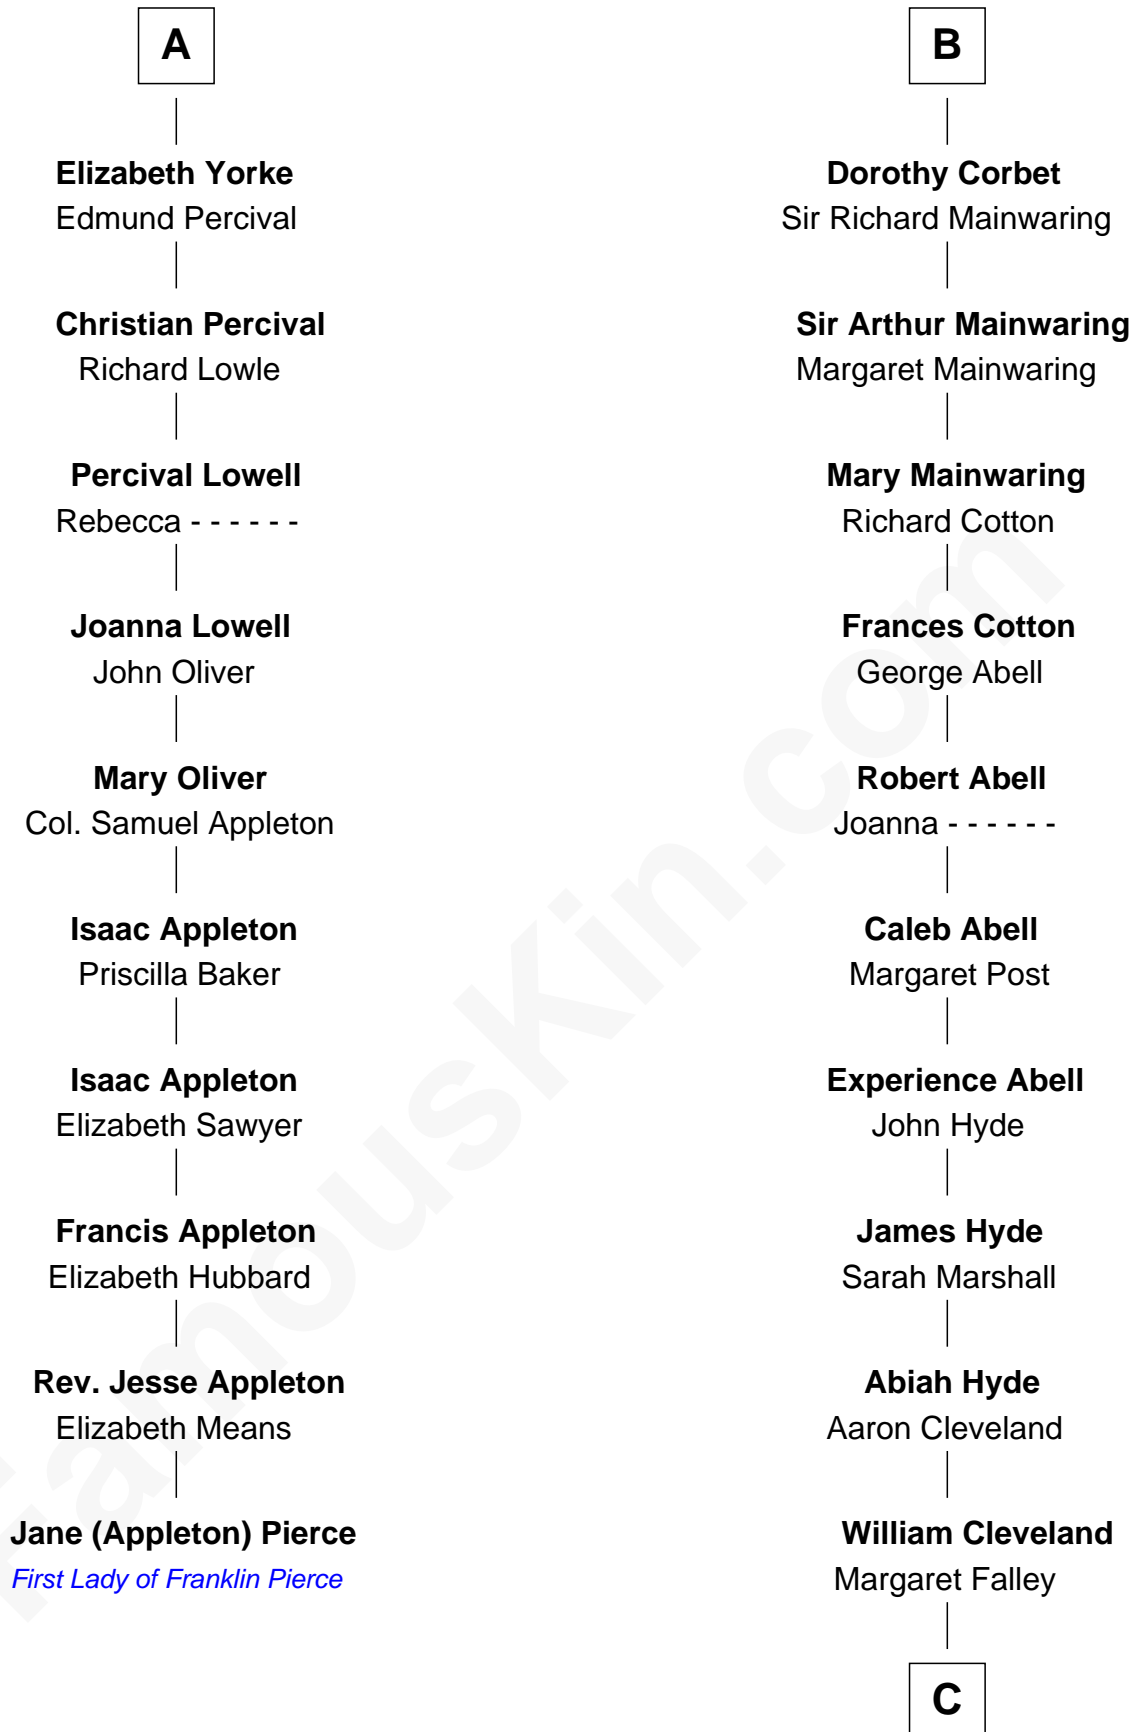 A
Elizabeth Yorke
Edmund Percival
Christian Percival
Richard Lowle
Percival Lowell
Rebecca - - - - - -
Joanna Lowell
John Oliver
Mary Oliver
Col. Samuel Appleton
Isaac Appleton
Priscilla Baker
Isaac Appleton
Elizabeth Sawyer
Francis Appleton
Elizabeth Hubbard
Rev. Jesse Appleton
Elizabeth Means
Jane (Appleton) Pierce
First Lady of Franklin Pierce
B
Dorothy Corbet
Sir Richard Mainwaring
Sir Arthur Mainwaring
Margaret Mainwaring
Mary Mainwaring
Richard Cotton
Frances Cotton
George Abell
Robert Abell
Joanna - - - - - -
Caleb Abell
Margaret Post
Experience Abell
John Hyde
James Hyde
Sarah Marshall
Abiah Hyde
Aaron Cleveland
William Cleveland
Margaret Falley
C
FamousKin.com